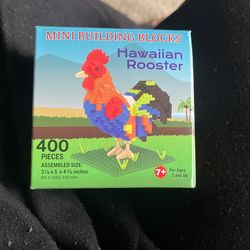 MINI BUILDING BLOCKS
Hawaiian
Rooster
400
PIECES
ASSEMBLED SIZE:
7+
For Ages
7 and Up